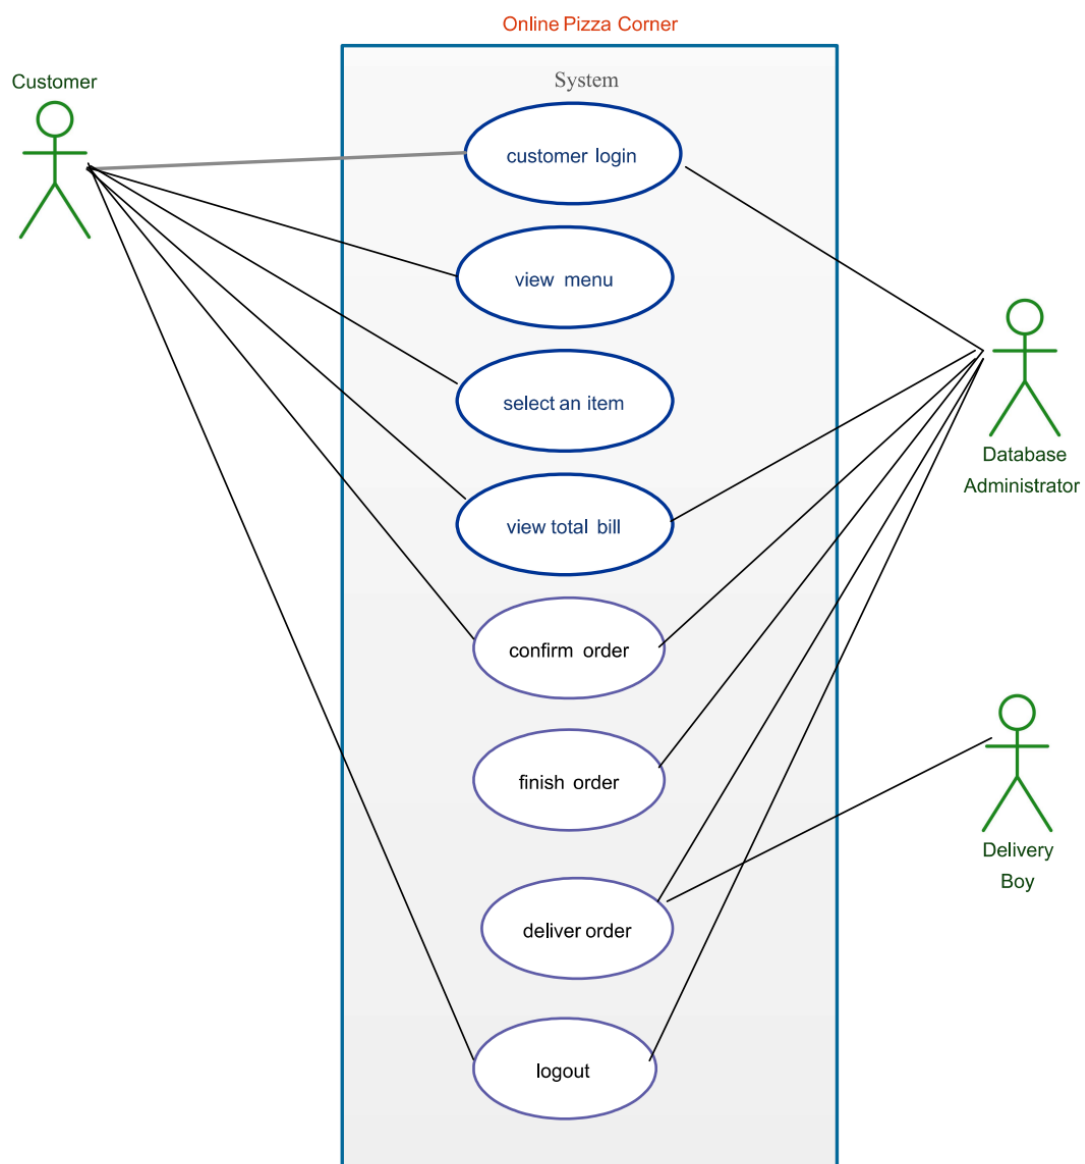 Online Pizza Corner
System
Customer
customer login
view menu
select an item
Database
Administrator
view total bill
confirm order
finish order
Delivery
Boy
deliver order
logout